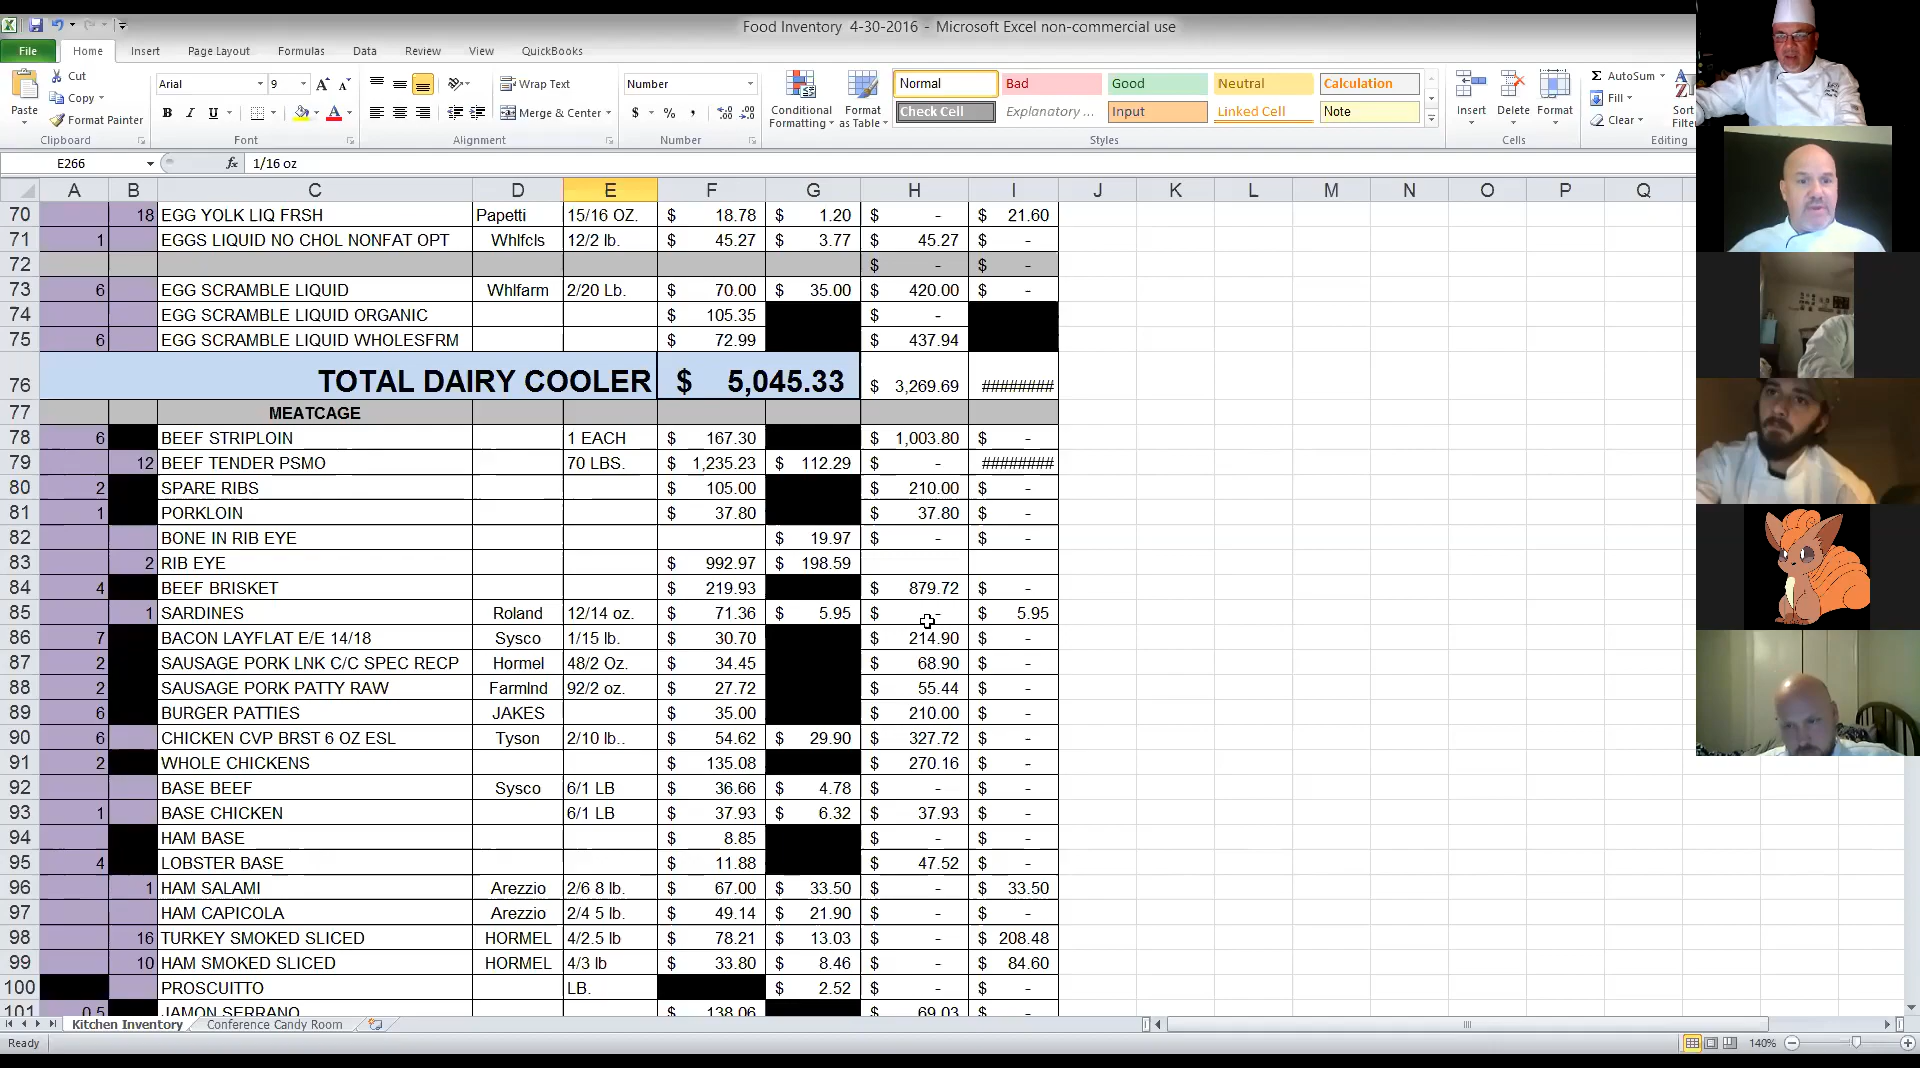 Food Inventory 4-30-2016 - Microsoft Excel non-commercial use
File Home Insert Page Layout Formulas Data Review View QuickBooks
Paste Cut Copy Format Painter Clipboard
Arial 9 A A B I U A Font
Wrap Text Merge & Center Alignment
Number $ % , Number
Conditional Formatting Format as Table
Normal Bad Good Neutral Calculation
Check Cell Explanatory ... Input Linked Cell Note
Styles
Insert Delete Format Cells
AutoSum Fill Clear Sort Filter Editing
E266 fx 1/16 oz
A B C D E F G H I J K L M N O P Q
70 18 EGG YOLK LIQ FRSH Papetti 15/16 OZ. $ 18.78 $ 1.20 $ - $ 21.60
71 1 EGGS LIQUID NO CHOL NONFAT OPT Whlfcls 12/2 lb. $ 45.27 $ 3.77 $ 45.27 $ -
72 $ - $ -
73 6 EGG SCRAMBLE LIQUID Whlfarm 2/20 Lb. $ 70.00 $ 35.00 $ 420.00 $ -
74 EGG SCRAMBLE LIQUID ORGANIC $ 105.35 $ -
75 6 EGG SCRAMBLE LIQUID WHOLESFRM $ 72.99 $ 437.94
76 TOTAL DAIRY COOLER $ 5,045.33 $ 3,269.69 ########
77 MEATCAGE
78 6 BEEF STRIPLOIN 1 EACH $ 167.30 $ 1,003.80 $ -
79 12 BEEF TENDER PSMO 70 LBS. $ 1,235.23 $ 112.29 $ - ########
80 2 SPARE RIBS $ 105.00 $ 210.00 $ -
81 1 PORKLOIN $ 37.80 $ 37.80 $ -
82 BONE IN RIB EYE $ 19.97 $ - $ -
83 2 RIB EYE $ 992.97 $ 198.59
84 4 BEEF BRISKET $ 219.93 $ 879.72 $ -
85 1 SARDINES Roland 12/14 oz. $ 71.36 $ 5.95 $ - $ 5.95
86 7 BACON LAYFLAT E/E 14/18 Sysco 1/15 lb. $ 30.70 $ 214.90 $ -
87 2 SAUSAGE PORK LNK C/C SPEC RECP Hormel 48/2 Oz. $ 34.45 $ 68.90 $ -
88 2 SAUSAGE PORK PATTY RAW Farmlnd 92/2 oz. $ 27.72 $ 55.44 $ -
89 6 BURGER PATTIES JAKES $ 35.00 $ 210.00 $ -
90 6 CHICKEN CVP BRST 6 OZ ESL Tyson 2/10 lb.. $ 54.62 $ 29.90 $ 327.72 $ -
91 2 WHOLE CHICKENS $ 135.08 $ 270.16 $ -
92 BASE BEEF Sysco 6/1 LB $ 36.66 $ 4.78 $ - $ -
93 1 BASE CHICKEN 6/1 LB $ 37.93 $ 6.32 $ 37.93 $ -
94 HAM BASE $ 8.85 $ - $ -
95 4 LOBSTER BASE $ 11.88 $ 47.52 $ -
96 1 HAM SALAMI Arezzio 2/6 8 lb. $ 67.00 $ 33.50 $ - $ 33.50
97 HAM CAPICOLA Arezzio 2/4 5 lb. $ 49.14 $ 21.90 $ - $ -
98 16 TURKEY SMOKED SLICED HORMEL 4/2.5 lb $ 78.21 $ 13.03 $ - $ 208.48
99 10 HAM SMOKED SLICED HORMEL 4/3 lb $ 33.80 $ 8.46 $ - $ 84.60
100 PROSCUITTO LB. $ 2.52 $ - $ -
101 0.5 JAMON SERRANO $ 138.06 $ 69.03 $ -
Kitchen Inventory Conference Candy Room
Ready 140%